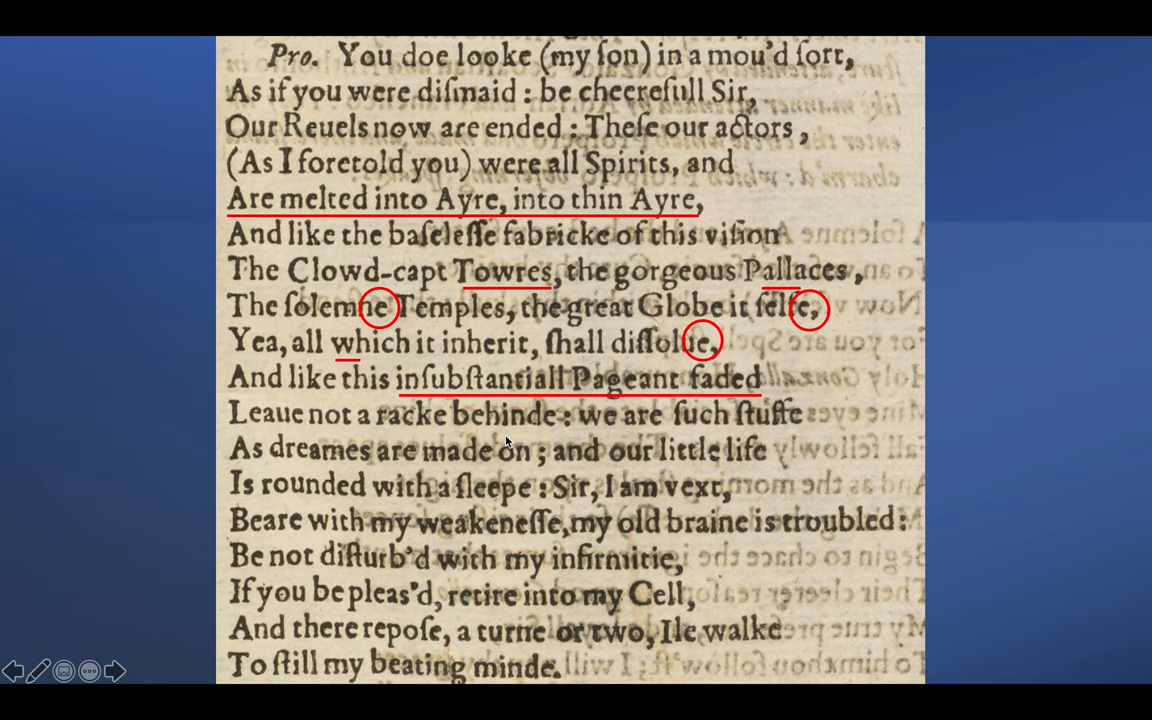 Pro. You doe looke (my ſon) in a mou'd ſort,
As if you were diſmaid : be cheerefull Sir,
Our Reuels now are ended : Theſe our actors ,
(As I foretold you) were all Spirits, and
Are melted into Ayre, into thin Ayre,
And like the baſeleſſe fabricke of this viſion
The Clowd-capt Towres, the gorgeous Pallaces ,
The ſolemne Temples, the great Globe it ſelfe,
Yea, all which it inherit, ſhall diſſolue,
And like this inſubſtantiall Pageant faded
Leaue not a racke behinde : we are ſuch ſtuffe
As dreames are made on ; and our little life
Is rounded with a ſleepe : Sir, I am vext,
Beare with my weakeneſſe, my old braine is troubled :
Be not diſturb'd with my infirmitie,
If you be pleas'd, retire into my Cell,
And there repoſe, a turne or two, Ile walke
To ſtill my beating minde.